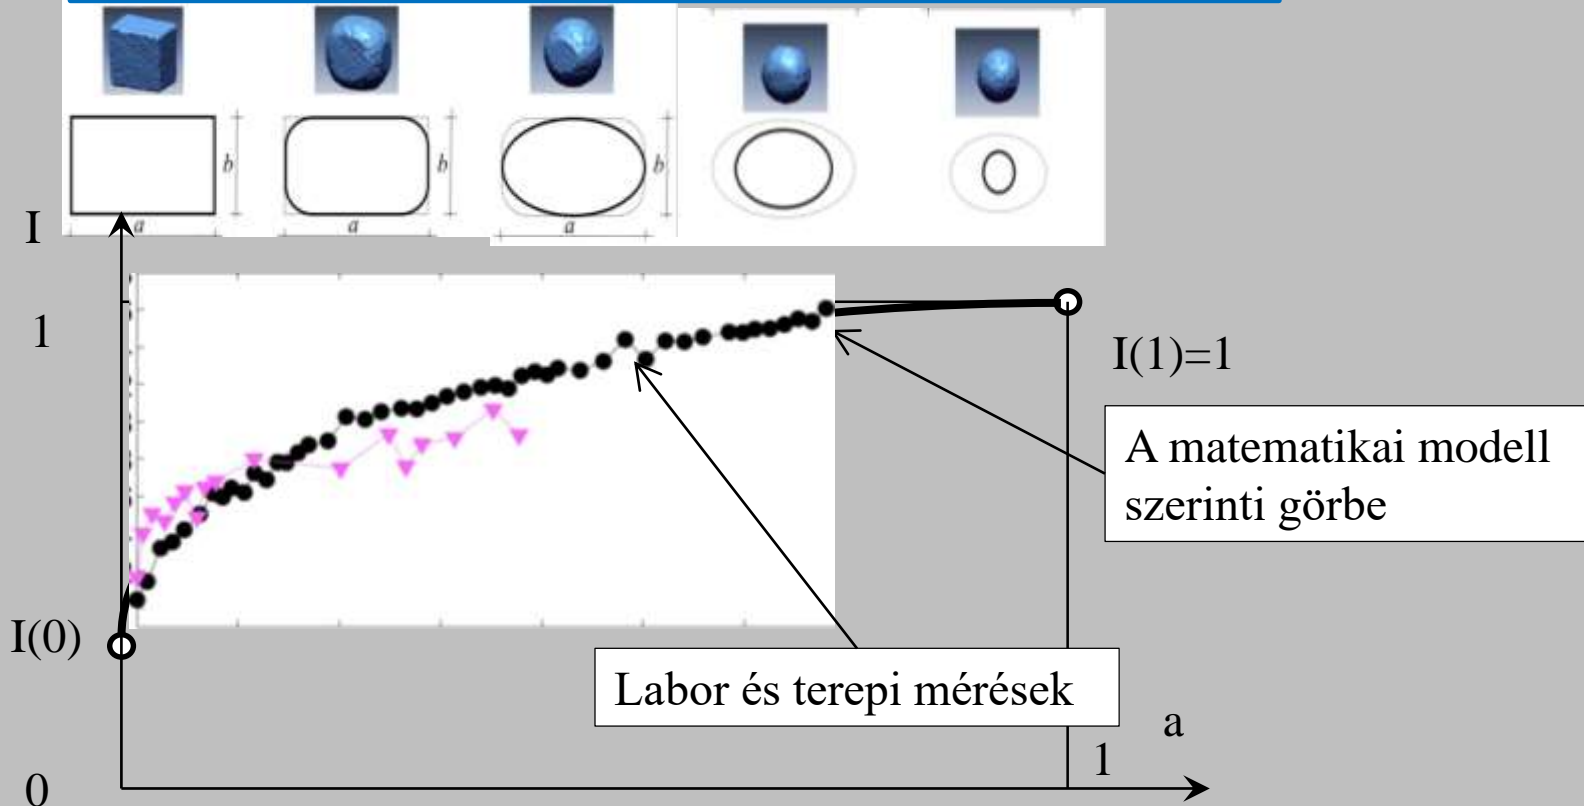 b
b
b
a
a
a
I
1
I(1)=1
A matematikai modell
szerinti görbe
I(0)
Labor és terepi mérések
a
1
0